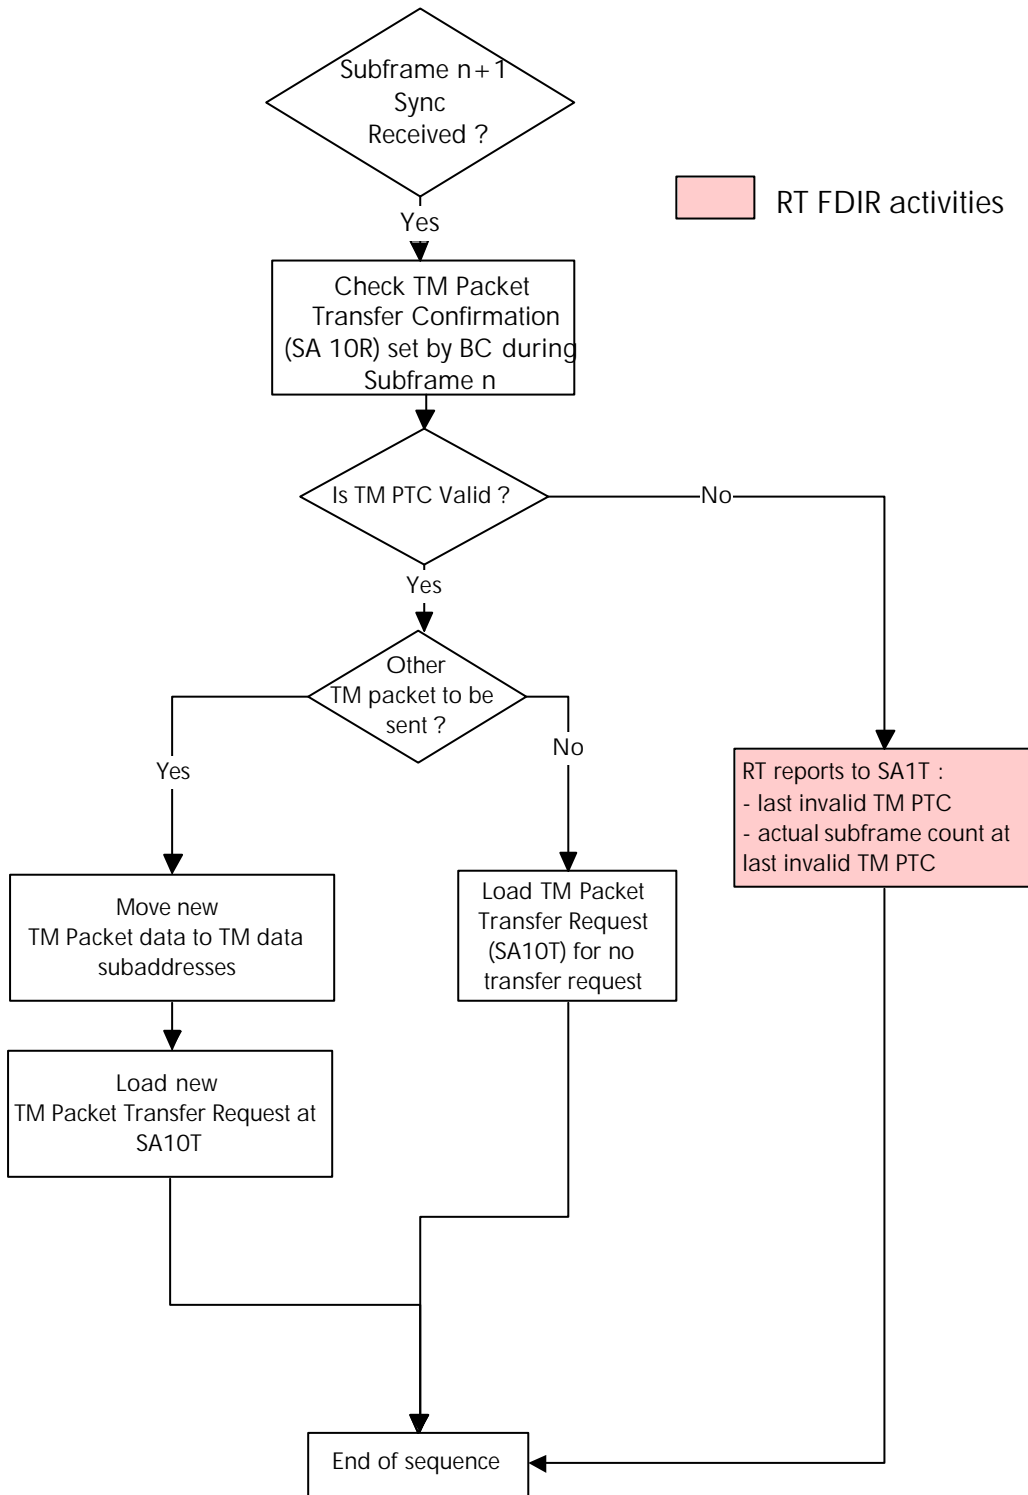 Subframe n+1
Sync
Received ?
RT FDIR activities
Yes
Check TM Packet
Transfer Confirmation
(SA 10R) set by BC during
Subframe n
Is TM PTC Valid ?
No
Yes
Other
TM packet to be
sent ?
Yes
No
RT reports to SA1T :
- last invalid TM PTC
- actual subframe count at
last invalid TM PTC
Move new
TM Packet data to TM data
subaddresses
Load TM Packet
Transfer Request
(SA10T) for no
transfer request
Load new
TM Packet Transfer Request at
SA10T
End of sequence